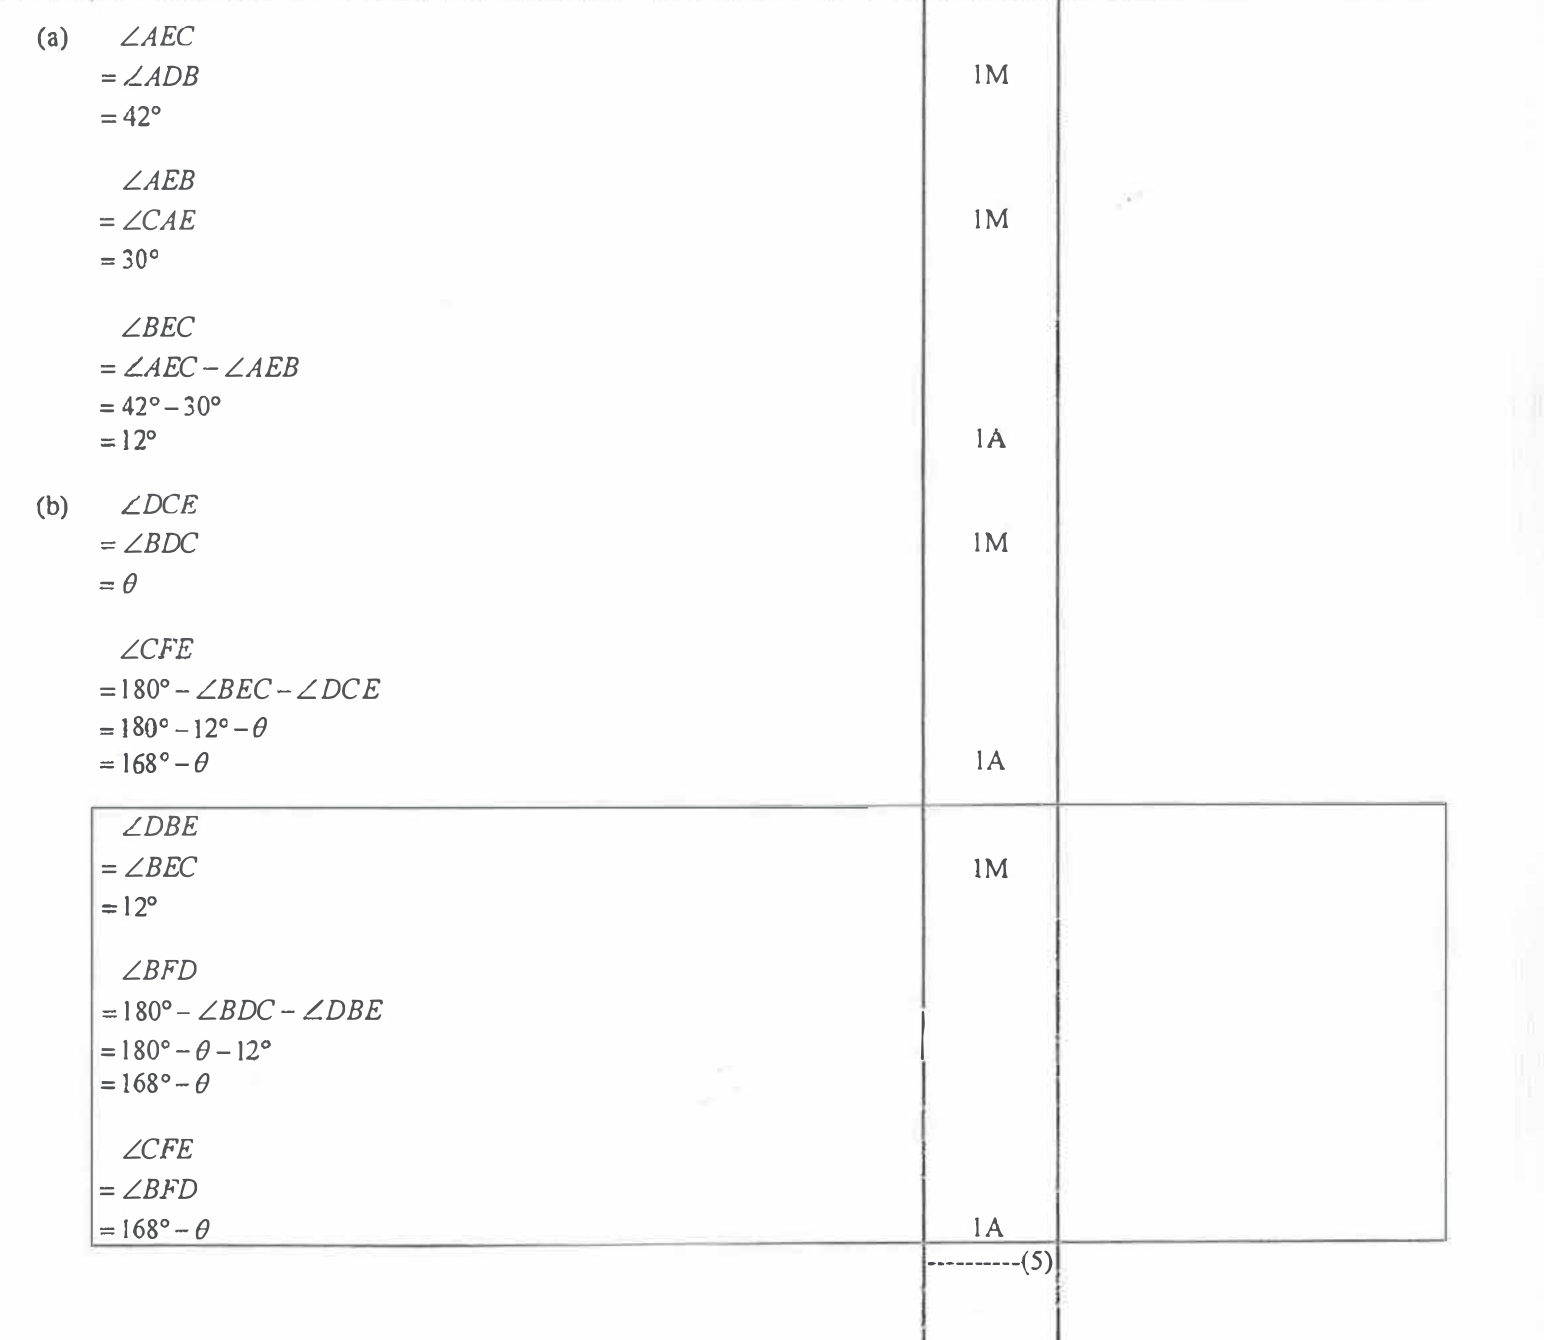 (a) ∠AEC
= ∠ADB 1M
= 42°
∠AEB
= ∠CAE 1M
= 30°
∠BEC
= ∠AEC − ∠AEB
= 42° − 30°
= 12° 1A
(b) ∠DCE
= ∠BDC 1M
= θ
∠CFE
= 180° − ∠BEC − ∠DCE
= 180° − 12° − θ
= 168° − θ 1A
∠DBE
= ∠BEC 1M
= 12°
∠BFD
= 180° − ∠BDC − ∠DBE
= 180° − θ − 12°
= 168° − θ
∠CFE
= ∠BFD
= 168° − θ 1A
----------(5)